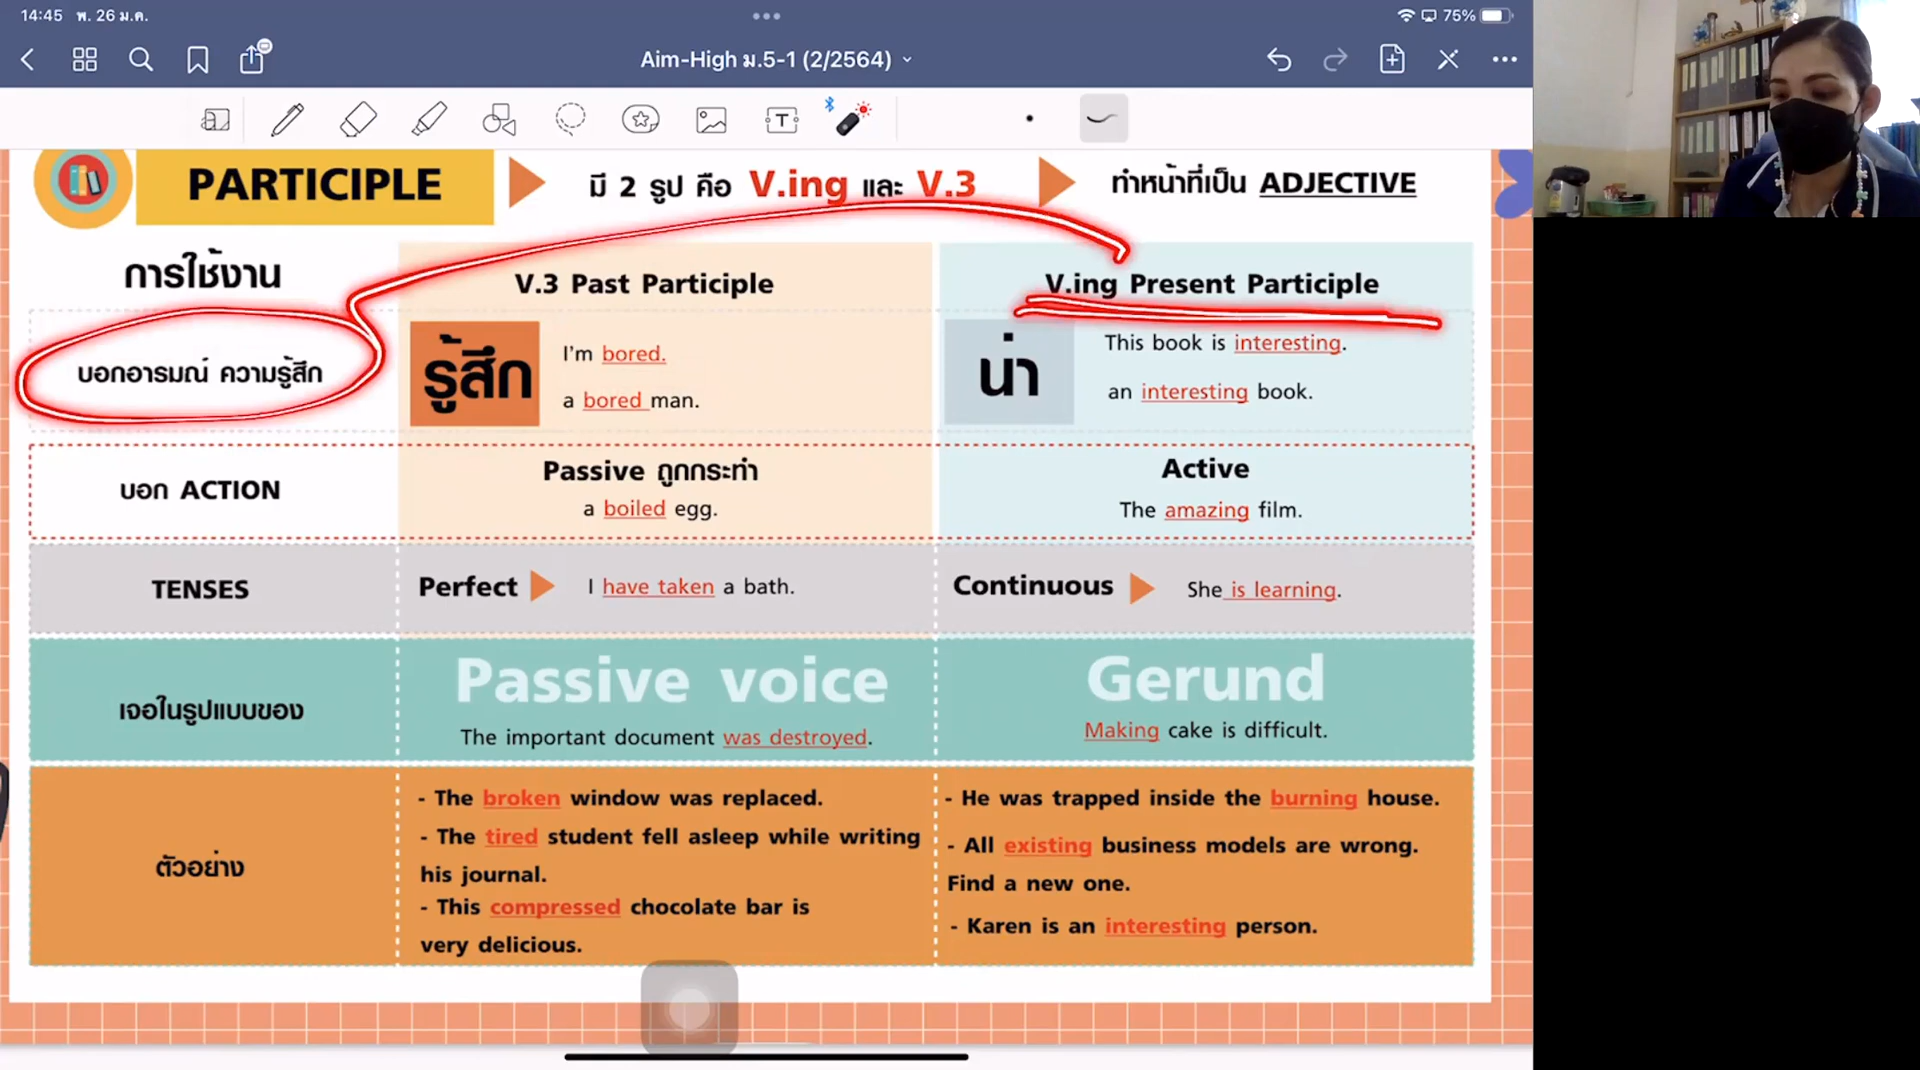 14:45 พ. 26 ม.ค.
75%
Aim-High ม.5-1 (2/2564)
PARTICIPLE
มี 2 รูป คือ V.ing และ V.3
ทำหน้าที่เป็น ADJECTIVE
การใช้งาน
V.3 Past Participle
V.ing Present Participle
บอกอารมณ์ ความรู้สึก
รู้สึก
I'm bored.
a bored man.
น่า
This book is interesting.
an interesting book.
บอก ACTION
Passive ถูกกระทำ
a boiled egg.
Active
The amazing film.
TENSES
Perfect
I have taken a bath.
Continuous
She is learning.
เจอในรูปแบบของ
Passive voice
The important document was destroyed.
Gerund
Making cake is difficult.
ตัวอย่าง
- The broken window was replaced.
- The tired student fell asleep while writing
his journal.
- This compressed chocolate bar is
very delicious.
- He was trapped inside the burning house.
- All existing business models are wrong.
Find a new one.
- Karen is an interesting person.